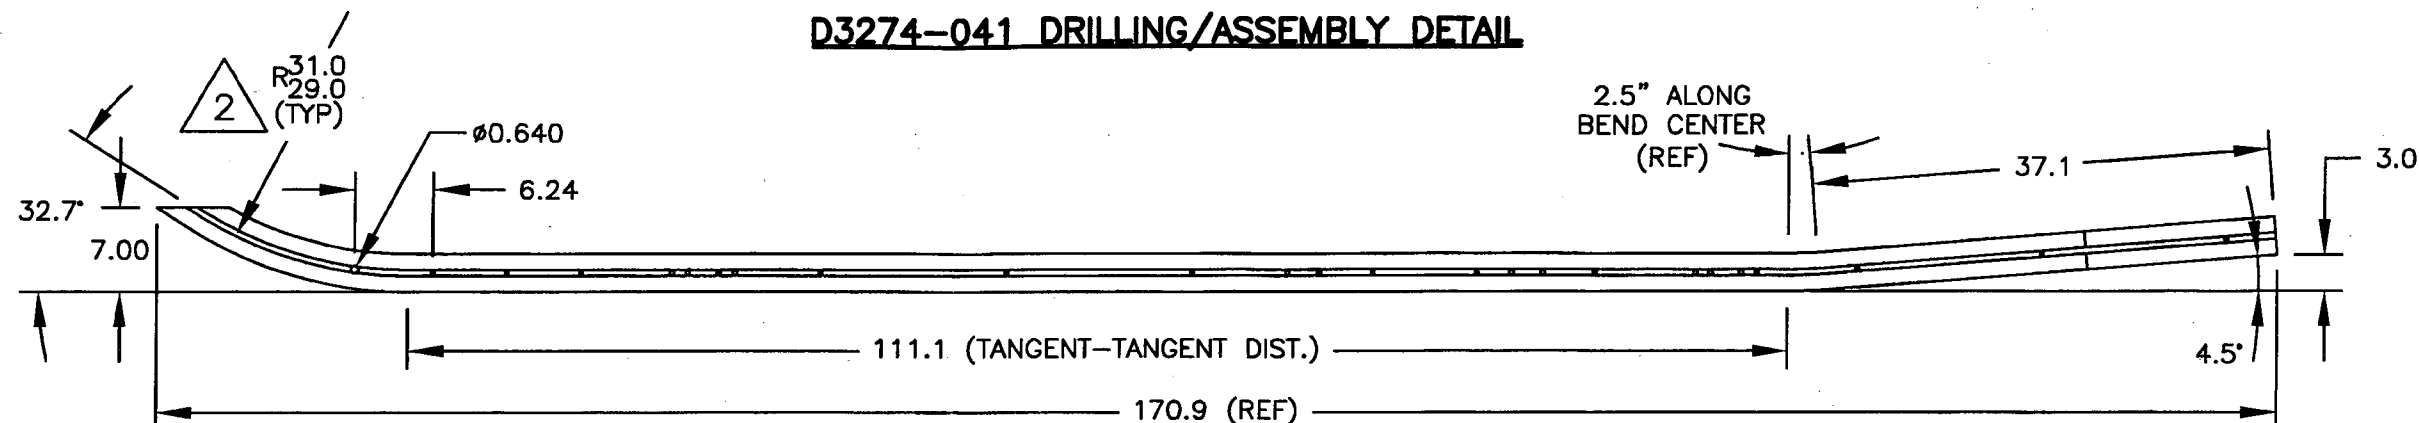 D3274-041 DRILLING/ASSEMBLY DETAIL
2
R31.0
29.0
(TYP)
ø0.640
6.24
2.5" ALONG
BEND CENTER
(REF)
37.1
3.0
32.7°
7.00
111.1 (TANGENT-TANGENT DIST.)
4.5°
170.9 (REF)